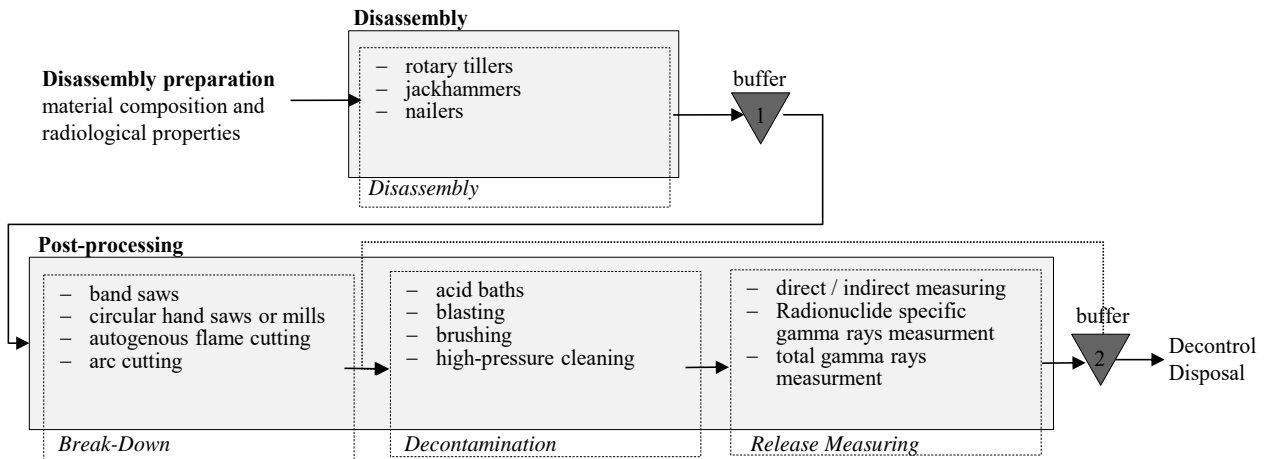 Disassembly
Disassembly preparation
material composition and
radiological properties
– rotary tillers
– jackhammers
– nailers
Disassembly
buffer
1
Post-processing
– band saws
– circular hand saws or mills
– autogenous flame cutting
– arc cutting
Break-Down
– acid baths
– blasting
– brushing
– high-pressure cleaning
Decontamination
– direct / indirect measuring
– Radionuclide specific
gamma rays measurment
– total gamma rays
measurment
Release Measuring
buffer
2
Decontrol
Disposal